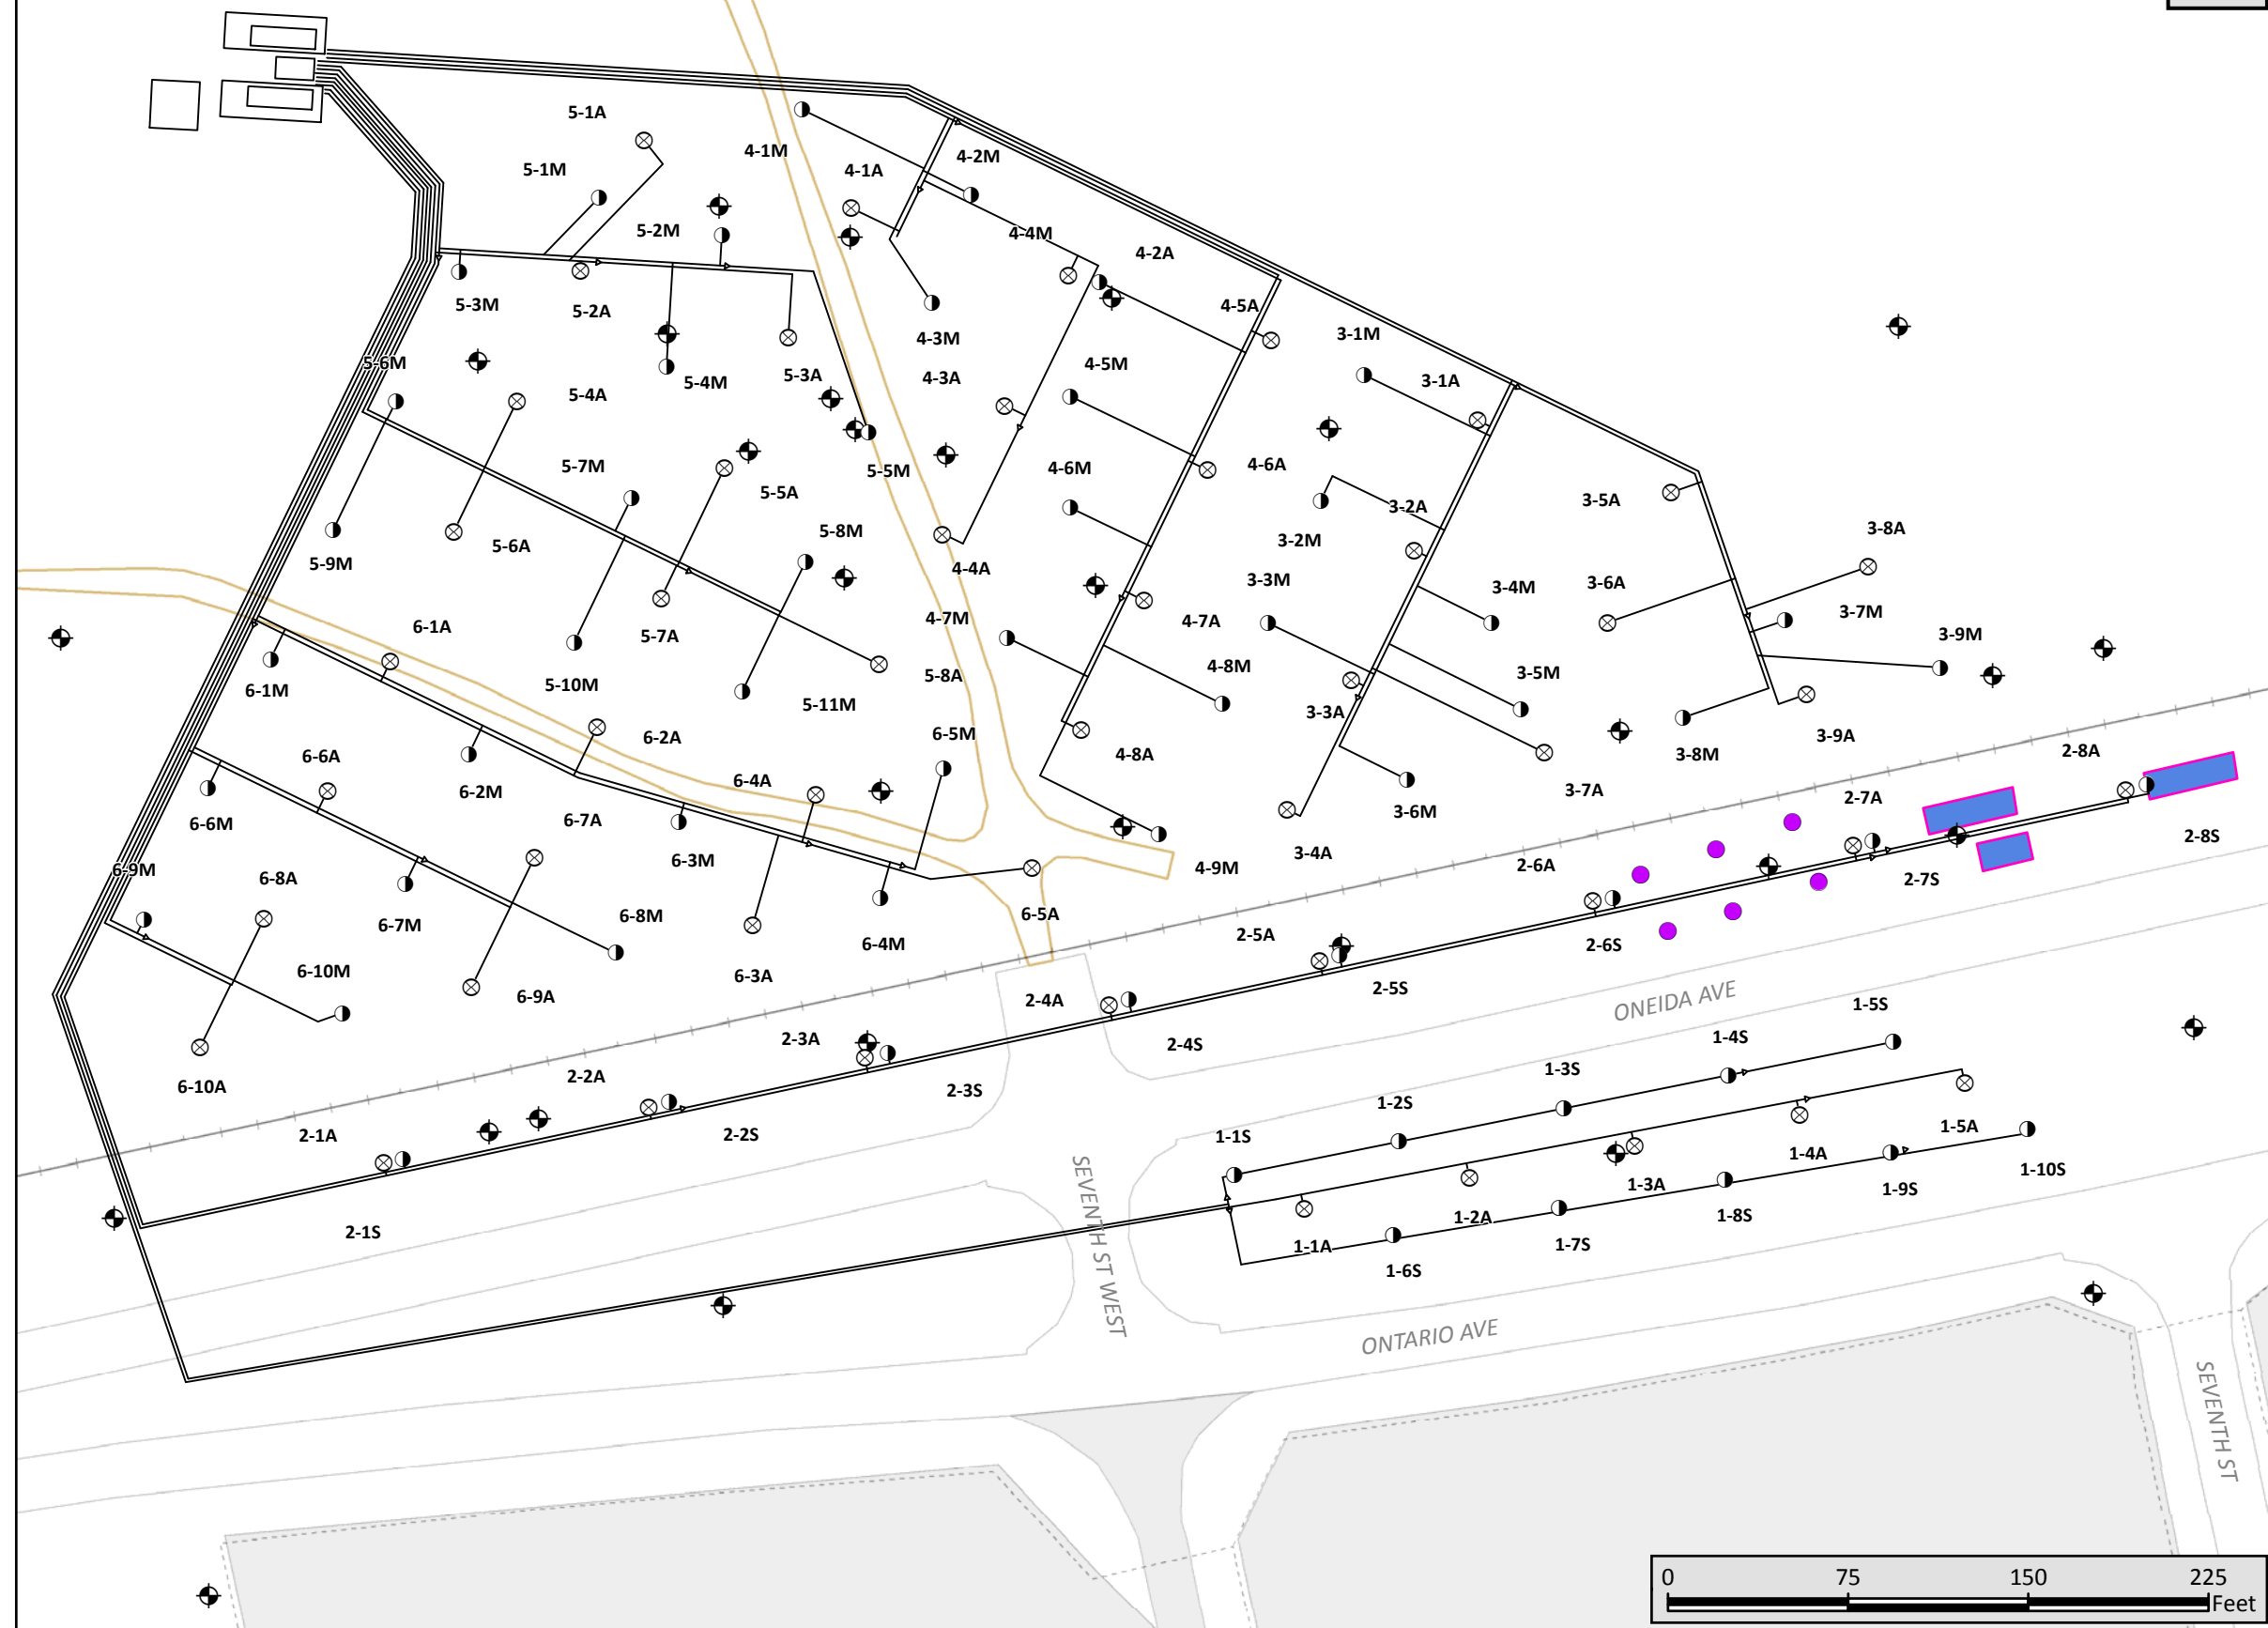 5-1A
4-1M
4-2M
5-1M
4-1A
5-2M
4-4M
4-2A
5-3M
5-2A
4-5A
4-3M
3-1M
5-6M
5-4M
5-3A
4-3A
4-5M
3-1A
5-4A
5-7M
5-5M
4-6M
4-6A
5-5A
3-5A
3-2A
5-8M
3-8A
5-6A
3-2M
5-9M
4-4A
3-3M
3-4M
3-6A
6-1A
5-7A
4-7M
4-7A
3-7M
3-9M
6-1M
5-10M
5-8A
4-8M
3-5M
5-11M
3-3A
6-6A
6-2A
6-5M
4-8A
3-8M
3-9A
2-8A
6-2M
6-4A
3-7A
2-7A
6-6M
6-7A
3-6M
2-8S
6-9M
6-8A
6-3M
4-9M
3-4A
2-6A
2-7S
6-7M
6-8M
6-5A
6-4M
2-5A
2-6S
6-10M
6-9A
6-3A
2-4A
2-5S
ONEIDA AVE
1-5S
2-3A
2-4S
1-4S
6-10A
2-2A
2-3S
1-3S
1-2S
2-1A
2-2S
1-1S
1-5A
1-4A
1-10S
2-1S
1-3A
1-9S
1-2A
1-8S
1-1A
1-7S
1-6S
SEVENTH ST WEST
ONTARIO AVE
SEVENTH ST
0 75 150 225
Feet